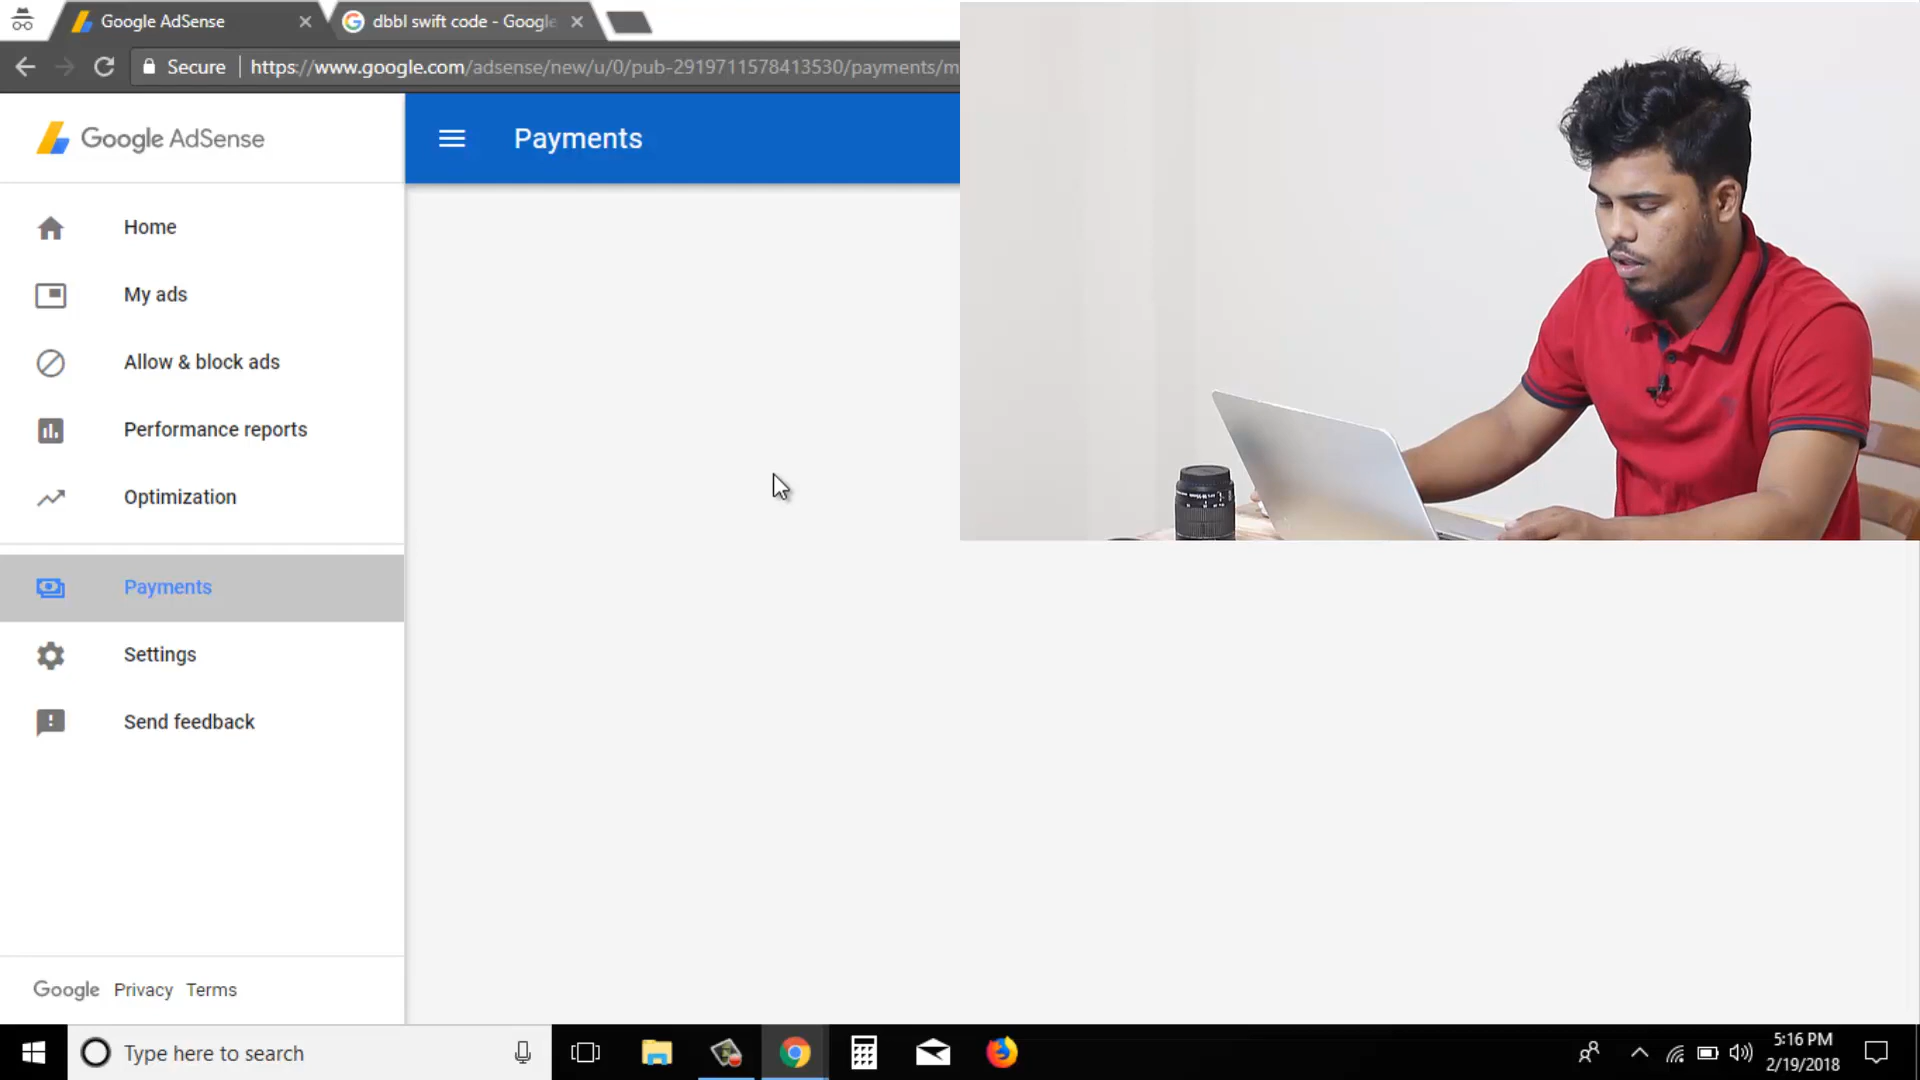 Google AdSense
dbbl swift code - Google
Secure
https://www.google.com/adsense/new/u/0/pub-2919711578413530/payments/m
Google AdSense
Payments
Home
My ads
Allow & block ads
Performance reports
Optimization
Payments
Settings
Send feedback
Google Privacy Terms
Type here to search
5:16 PM
2/19/2018